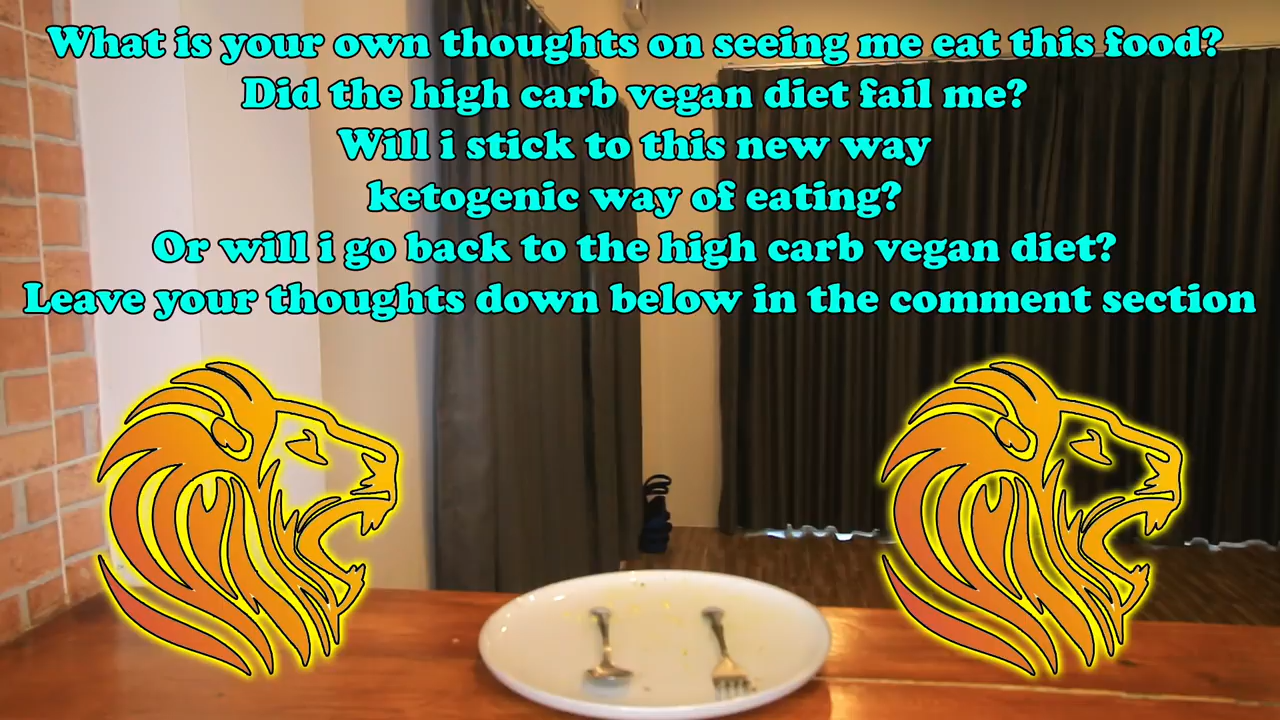 What is your own thoughts on seeing me eat this food?
Did the high carb vegan diet fail me?
Will i stick to this new way
ketogenic way of eating?
Or will i go back to the high carb vegan diet?
Leave your thoughts down below in the comment section